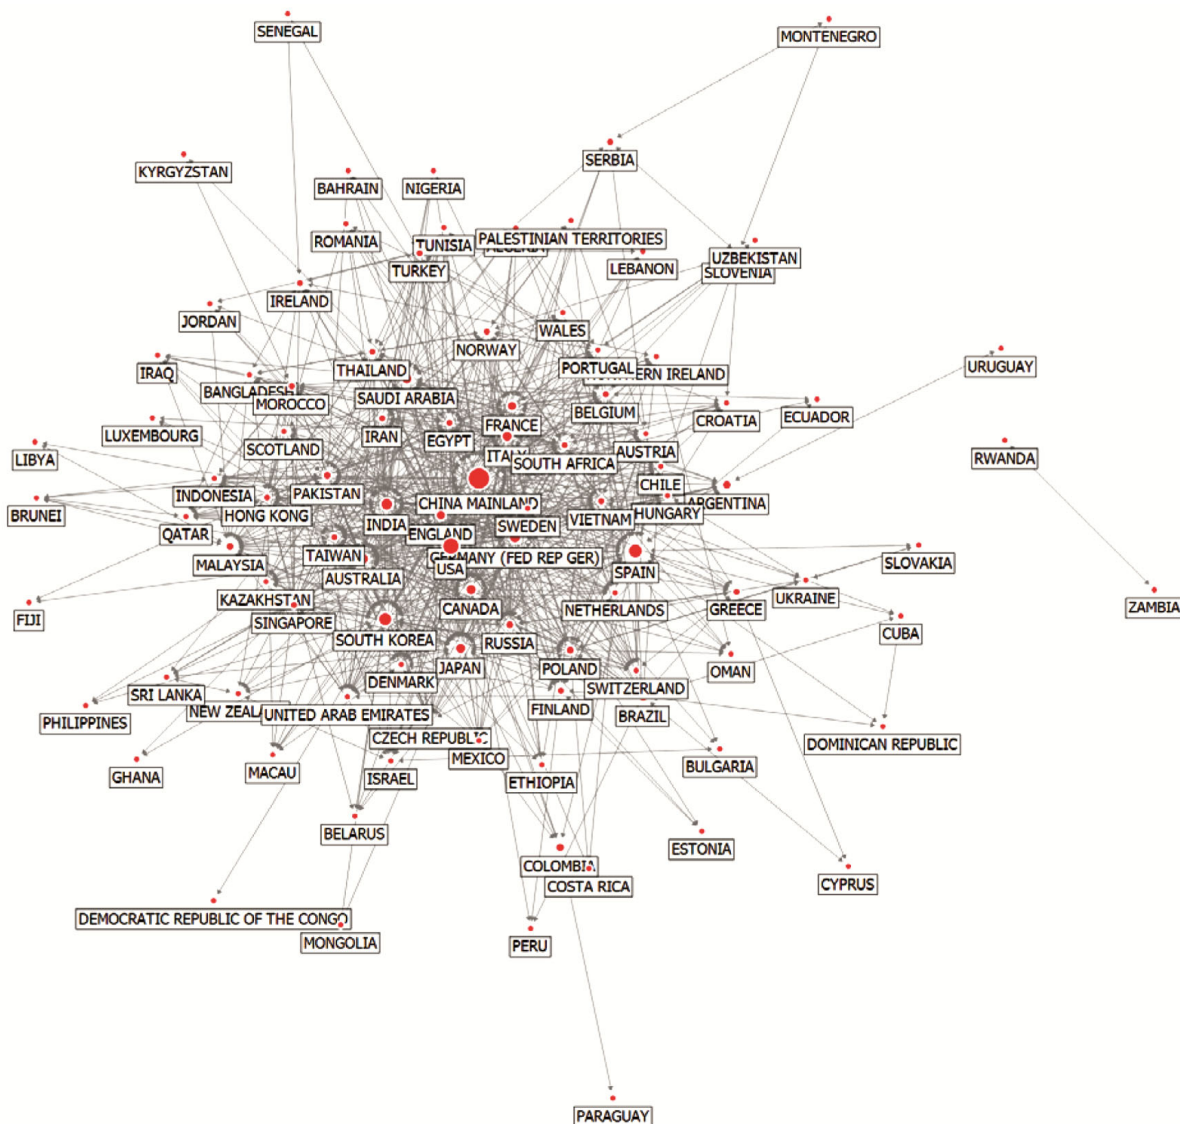 SENEGAL
MONTENEGRO
SERBIA
KYRGYZSTAN
BAHRAIN
NIGERIA
ROMANIA
TUNISIA
PALESTINIAN TERRITORIES
UZBEKISTAN
LEBANON
TURKEY
SLOVENIA
IRELAND
JORDAN
WALES
NORWAY
URUGUAY
PORTUGAL
THAILAND
IRAQ
BANGLADESH
SAUDI ARABIA
MOROCCO
BELGIUM
CROATIA
ECUADOR
FRANCE
LUXEMBOURG
IRAN
EGYPT
SCOTLAND
AUSTRIA
ITALY
LIBYA
RWANDA
SOUTH AFRICA
INDONESIA
PAKISTAN
CHILE
CHINA MAINLAND
ARGENTINA
HUNGARY
BRUNEI
HONG KONG
INDIA
VIETNAM
SWEDEN
QATAR
ENGLAND
TAIWAN
GERMANY (FED REP GER)
SLOVAKIA
MALAYSIA
USA
SPAIN
AUSTRALIA
UKRAINE
KAZAKHSTAN
CANADA
NETHERLANDS
GREECE
ZAMBIA
FIJI
SINGAPORE
CUBA
SOUTH KOREA
RUSSIA
JAPAN
POLAND
OMAN
DENMARK
SWITZERLAND
SRI LANKA
FINLAND
PHILIPPINES
UNITED ARAB EMIRATES
BRAZIL
CZECH REPUBLIC
DOMINICAN REPUBLIC
MEXICO
BULGARIA
GHANA
MACAU
ISRAEL
ETHIOPIA
BELARUS
ESTONIA
COLOMBIA
CYPRUS
COSTA RICA
DEMOCRATIC REPUBLIC OF THE CONGO
MONGOLIA
PERU
PARAGUAY